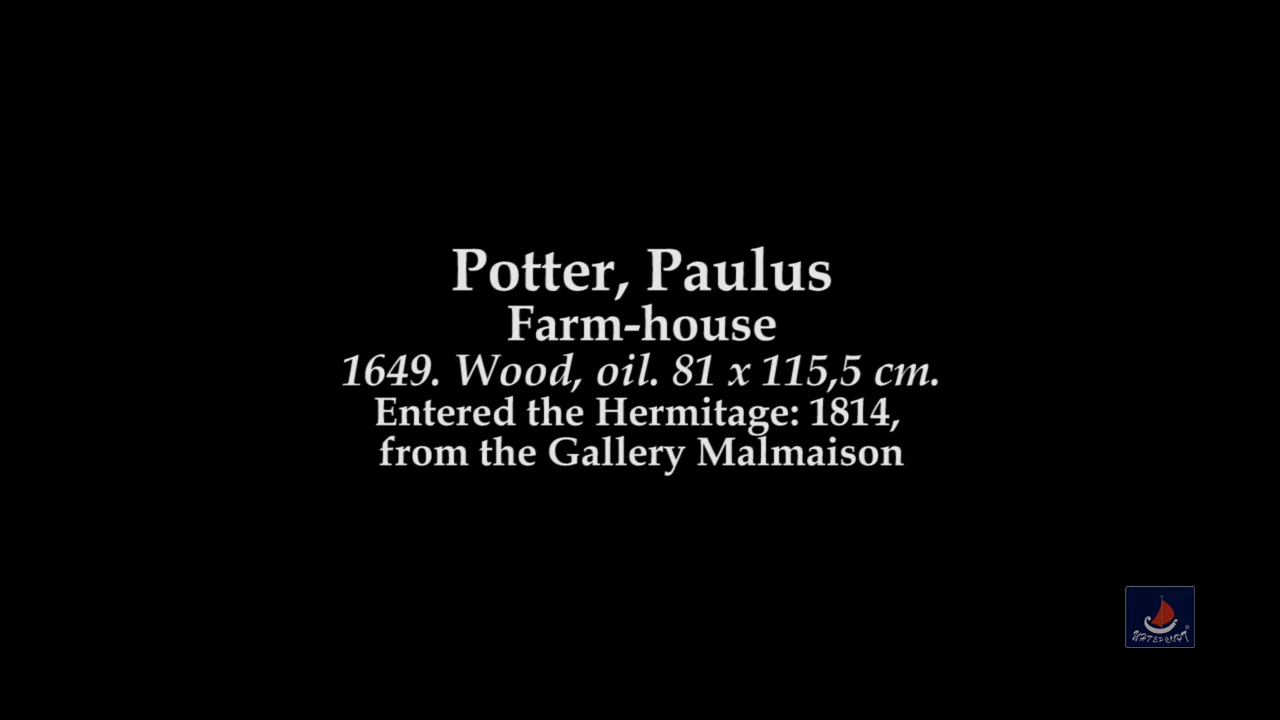 Potter, Paulus
Farm-house
1649. Wood, oil. 81 x 115,5 cm.
Entered the Hermitage: 1814,
from the Gallery Malmaison